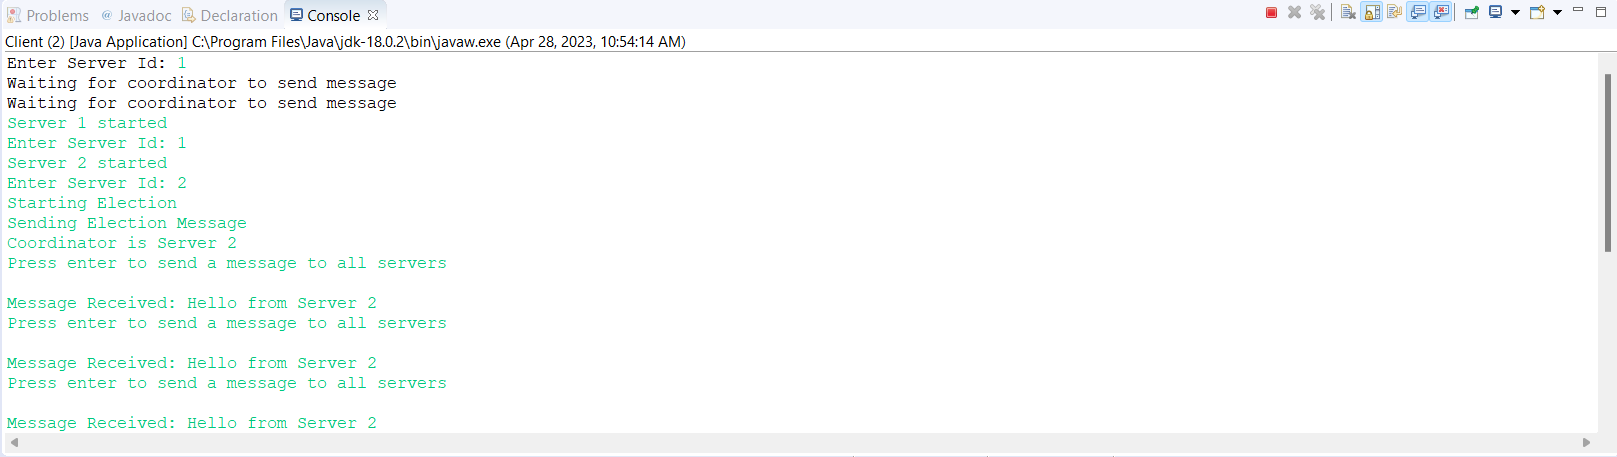 Problems @ Javadoc Declaration Console
Client (2) [Java Application] C:\Program Files\Java\jdk-18.0.2\bin\javaw.exe (Apr 28, 2023, 10:54:14 AM)
Enter Server Id: 1
Waiting for coordinator to send message
Waiting for coordinator to send message
Server 1 started
Enter Server Id: 1
Server 2 started
Enter Server Id: 2
Starting Election
Sending Election Message
Coordinator is Server 2
Press enter to send a message to all servers
Message Received: Hello from Server 2
Press enter to send a message to all servers
Message Received: Hello from Server 2
Press enter to send a message to all servers
Message Received: Hello from Server 2